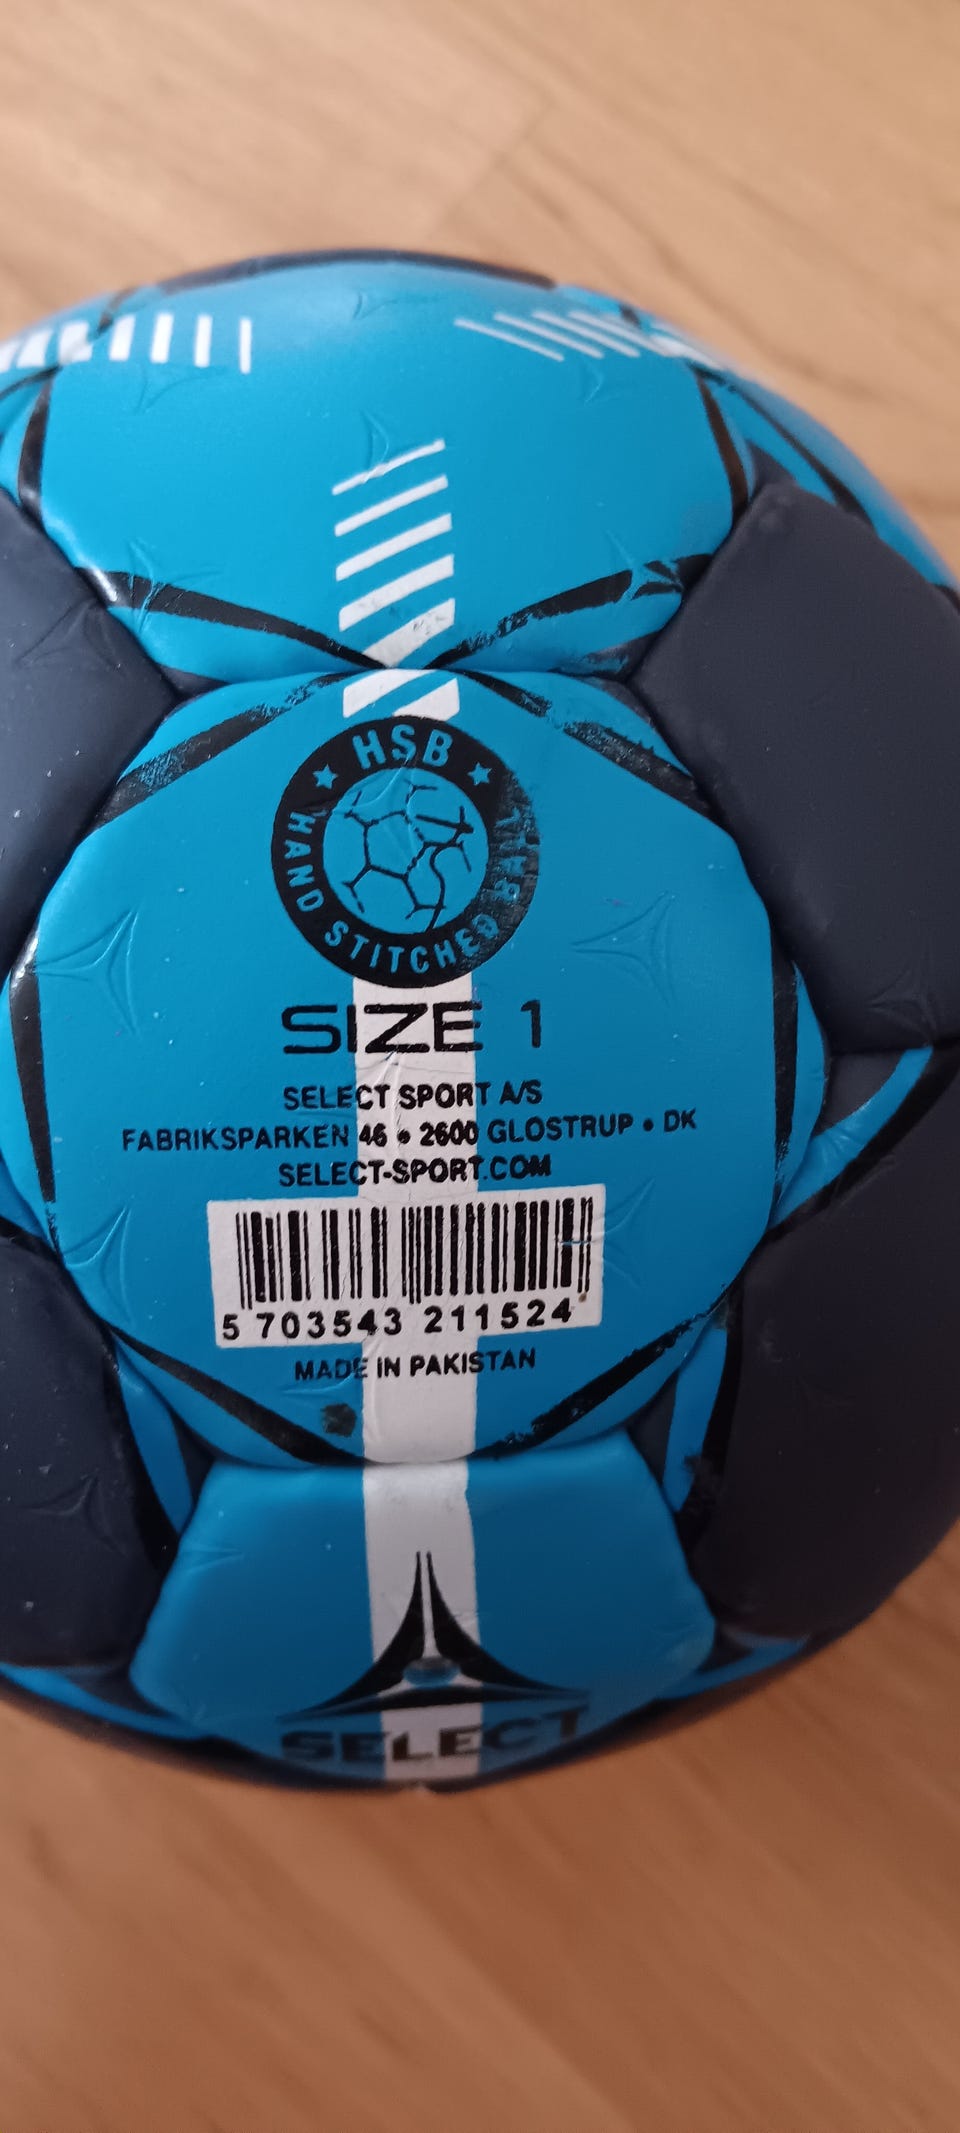 HSB
HAND STITCHED BALL
SIZE 1
SELECT SPORT A/S
FABRIKSPARKEN 46 • 2600 GLOSTRUP • DK
SELECT-SPORT.COM
5 703543 211524
MADE IN PAKISTAN
SELECT